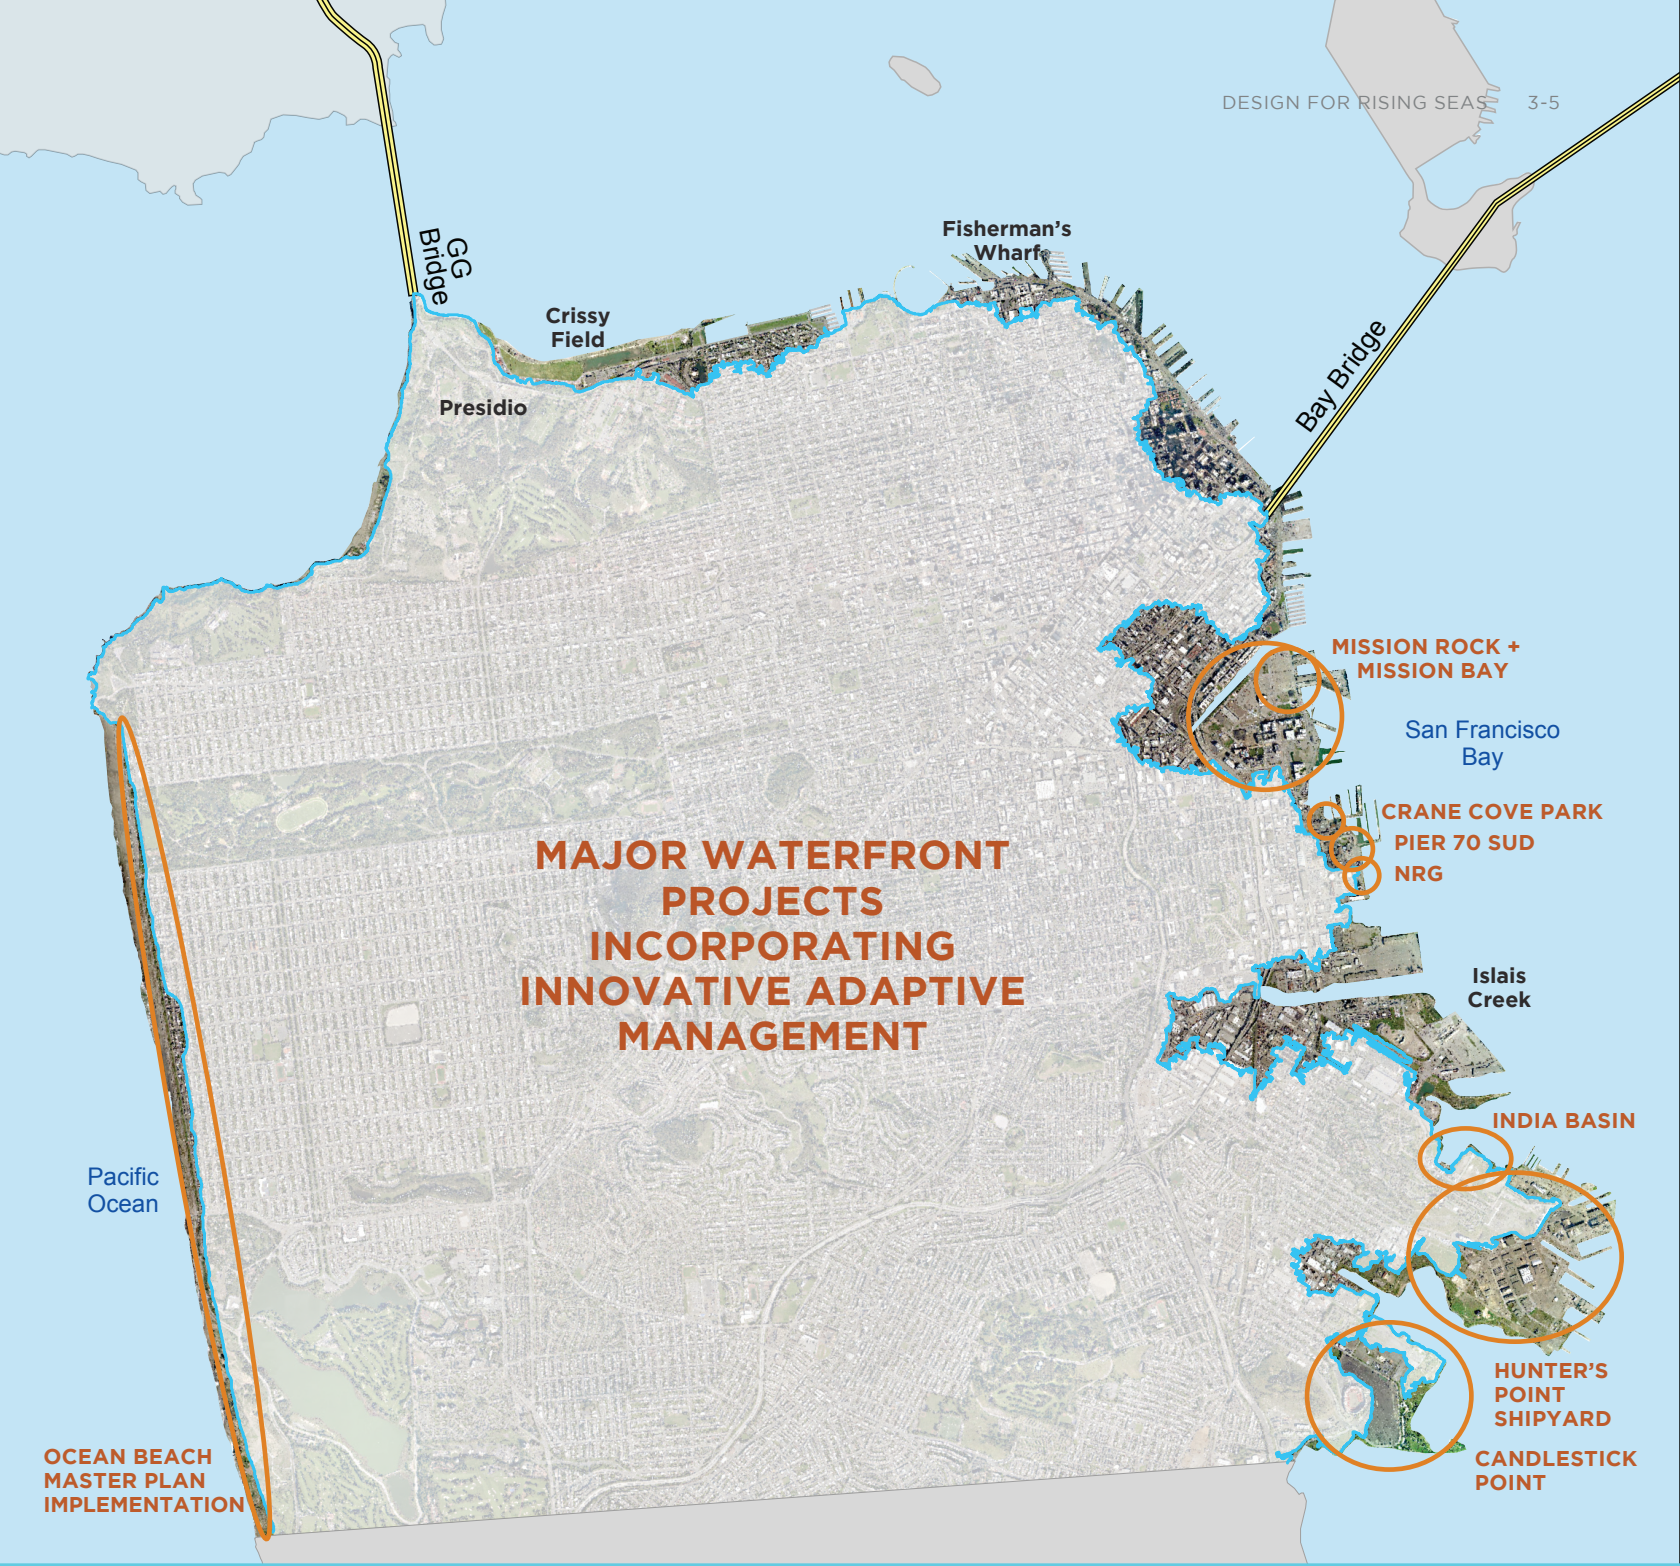 DESIGN FOR RISING SEAS 3-5
GG
Bridge
Fisherman's
Wharf
Crissy
Field
Presidio
Bay Bridge
MISSION ROCK +
MISSION BAY
San Francisco
Bay
CRANE COVE PARK
PIER 70 SUD
NRG
MAJOR WATERFRONT
PROJECTS
INCORPORATING
INNOVATIVE ADAPTIVE
MANAGEMENT
Islais
Creek
INDIA BASIN
Pacific
Ocean
HUNTER'S
POINT
SHIPYARD
CANDLESTICK
POINT
OCEAN BEACH
MASTER PLAN
IMPLEMENTATION